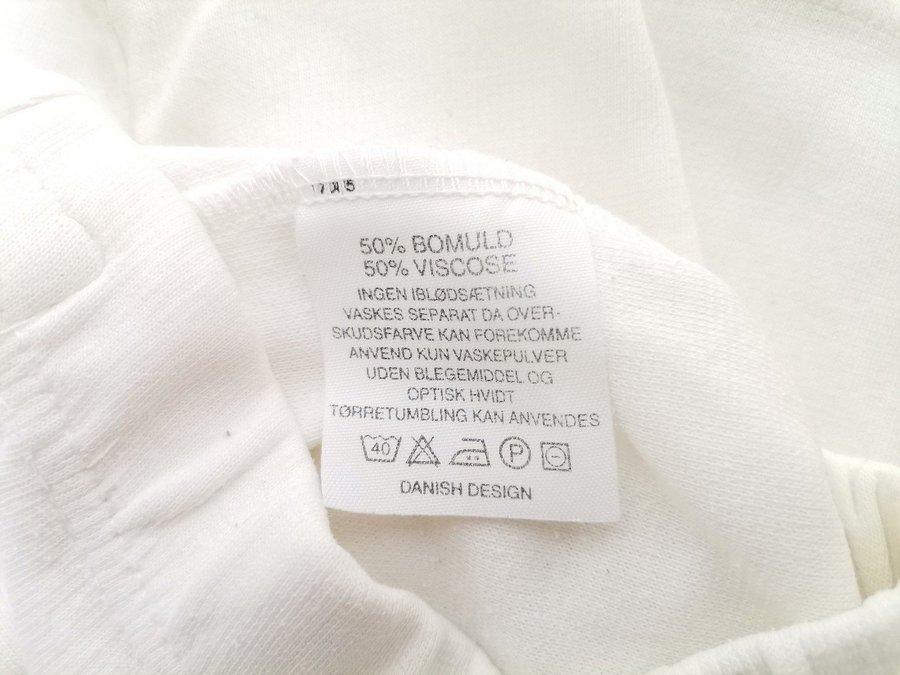 50% BOMULD
50% VISCOSE
INGEN IBLØDSÆTNING
VASKES SEPARAT DA OVER-
SKUDSFARVE KAN FOREKOMME
ANVEND KUN VASKEPULVER
UDEN BLEGEMIDDEL OG
OPTISK HVIDT
TØRRETUMBLING KAN ANVENDES
40 P
DANISH DESIGN